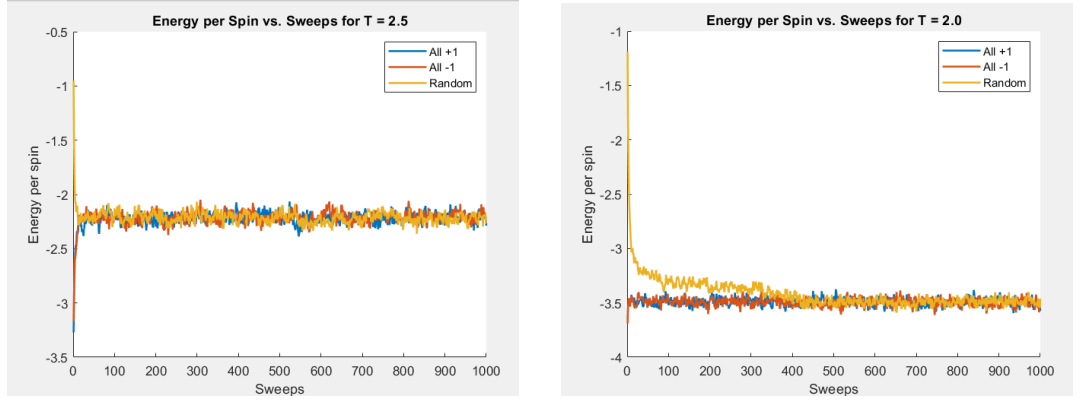 Energy per Spin vs. Sweeps for T = 2.5
-0.5
-1
-1.5
-2
-2.5
-3
-3.5
Energy per spin
0 100 200 300 400 500 600 700 800 900 1000
Sweeps
All +1
All -1
Random
Energy per Spin vs. Sweeps for T = 2.0
-1
-1.5
-2
-2.5
-3
-3.5
-4
Energy per spin
0 100 200 300 400 500 600 700 800 900 1000
Sweeps
All +1
All -1
Random